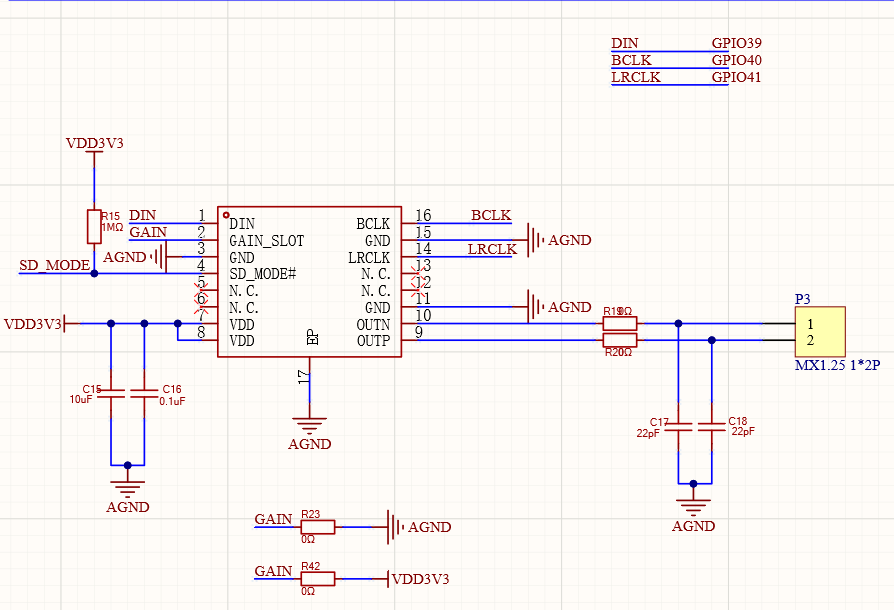 DIN GPIO39
BCLK GPIO40
LRCLK GPIO41
VDD3V3
R15
1MΩ
DIN
GAIN
AGND
SD_MODE
VDD3V3
1
2
3
4
5
6
7
8
DIN
GAIN_SLOT
GND
SD_MODE#
N.C.
N.C.
VDD
VDD
EP
17
BCLK
GND
LRCLK
N.C.
N.C.
GND
OUTN
OUTP
16
15
14
13
12
11
10
9
BCLK
AGND
LRCLK
AGND
R19
0Ω
R20
0Ω
P3
1
2
MX1.25 1*2P
C15
10uF
C16
0.1uF
AGND
AGND
C17
22pF
C18
22pF
AGND
GAIN
R23
0Ω
AGND
GAIN
R42
0Ω
VDD3V3